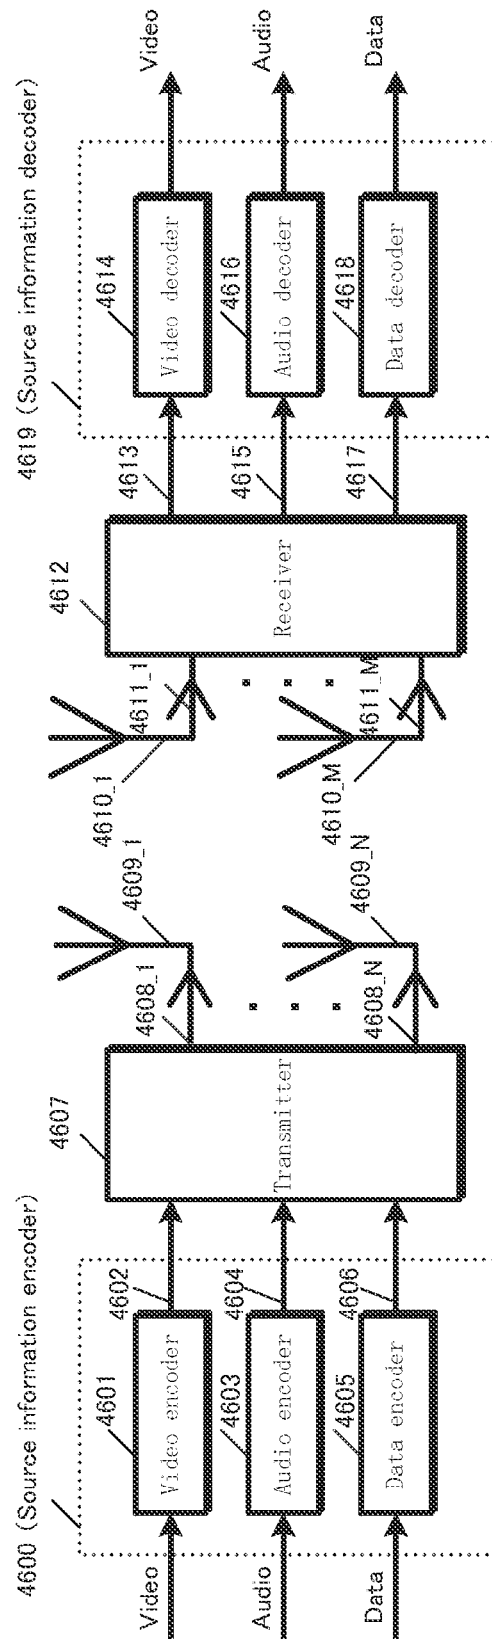 4600 (Source information encoder)
Video
4601
Video encoder
4602
Audio
4603
Audio encoder
4604
Data
4605
Data encoder
4606
4607
Transmitter
4608_1
4609_1
4608_N
4609_N
4610_1
4611_1
4610_M
4611_M
4612
Receiver
4613
4615
4617
4619 (Source information decoder)
4614
Video decoder
Video
4616
Audio decoder
Audio
4618
Data decoder
Data